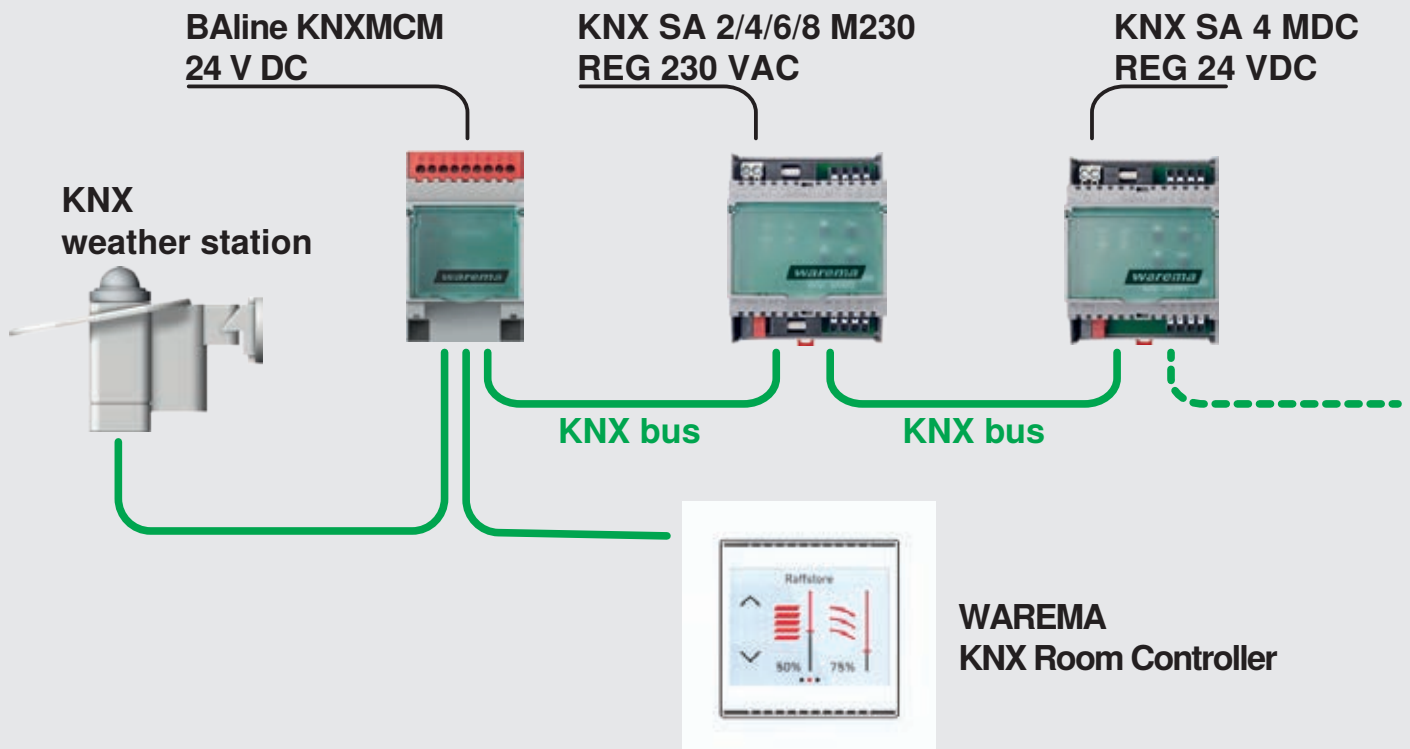 BAline KNXMCM
24 V DC
KNX SA 2/4/6/8 M230
REG 230 VAC
KNX SA 4 MDC
REG 24 VDC
KNX
weather station
warema
warema
warema
KNX bus
KNX bus
Raffstore
50%
75%
WAREMA
KNX Room Controller